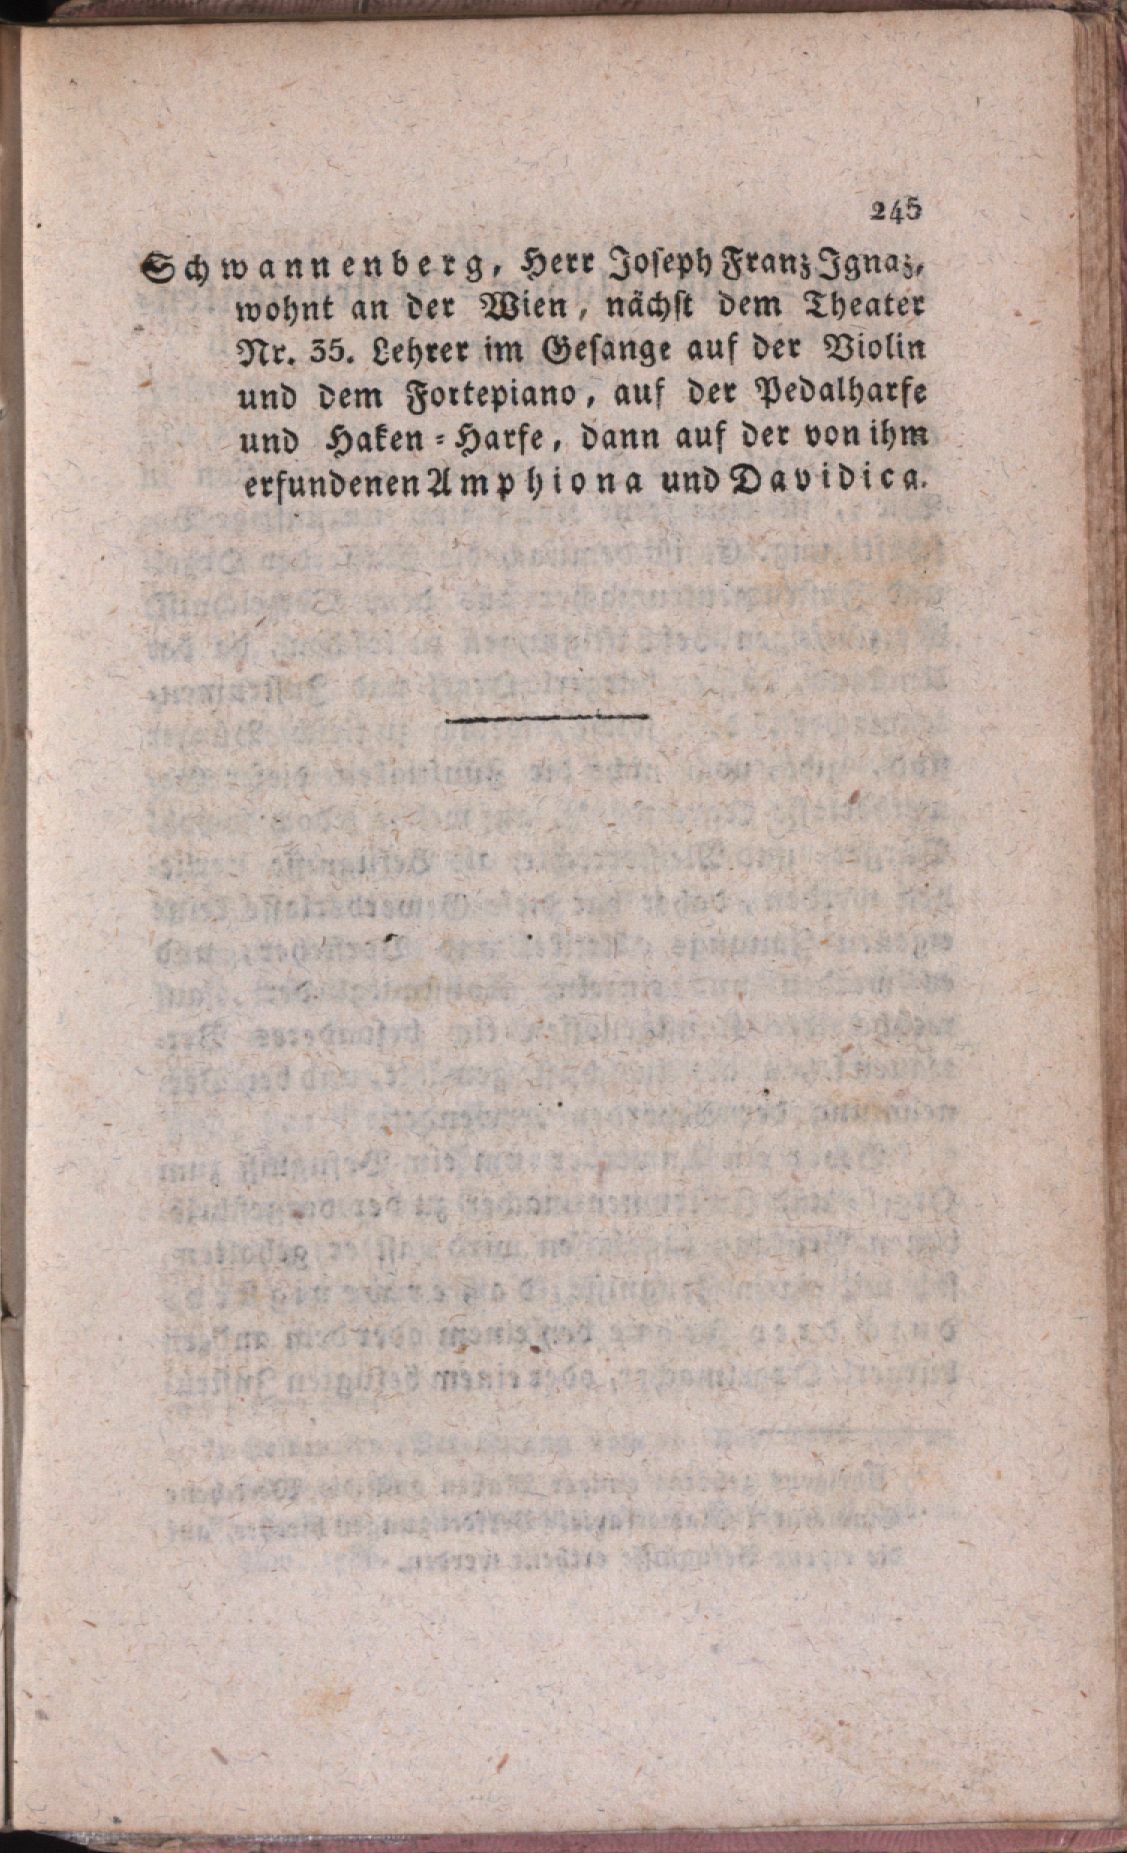 245
Schwannenberg, Herr Joſeph Franz Ignaz,
wohnt an der Wien, nächſt dem Theater
Nr. 35. Lehrer im Geſange auf der Violin
und dem Fortepiano, auf der Pedalharfe
und Haken-Harfe, dann auf der von ihm
erfundenen Amphiona und Davidica.